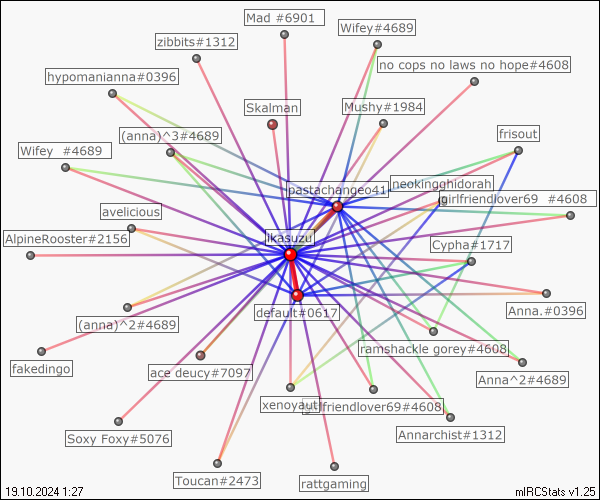 Mad #6901
Wifey#4689
zibbits#1312
no cops no laws no hope#4608
hypomanianna#0396
Skalman
Mushy#1984
(anna)^3#4689
frisout
Wifey  #4689
pastachangeo41
neokingghidorah
girlfriendlover69  #4608
avelicious
ikasuzu
AlpineRooster#2156
Cypha#1717
default#0617
Anna.#0396
(anna)^2#4689
ramshackle gorey#4608
fakedingo
ace deucy#7097
Anna^2#4689
xenoyaut
girlfriendlover69#4608
Soxy Foxy#5076
Annarchist#1312
Toucan#2473
rattgaming
19.10.2024 1:27
mIRCStats v1.25